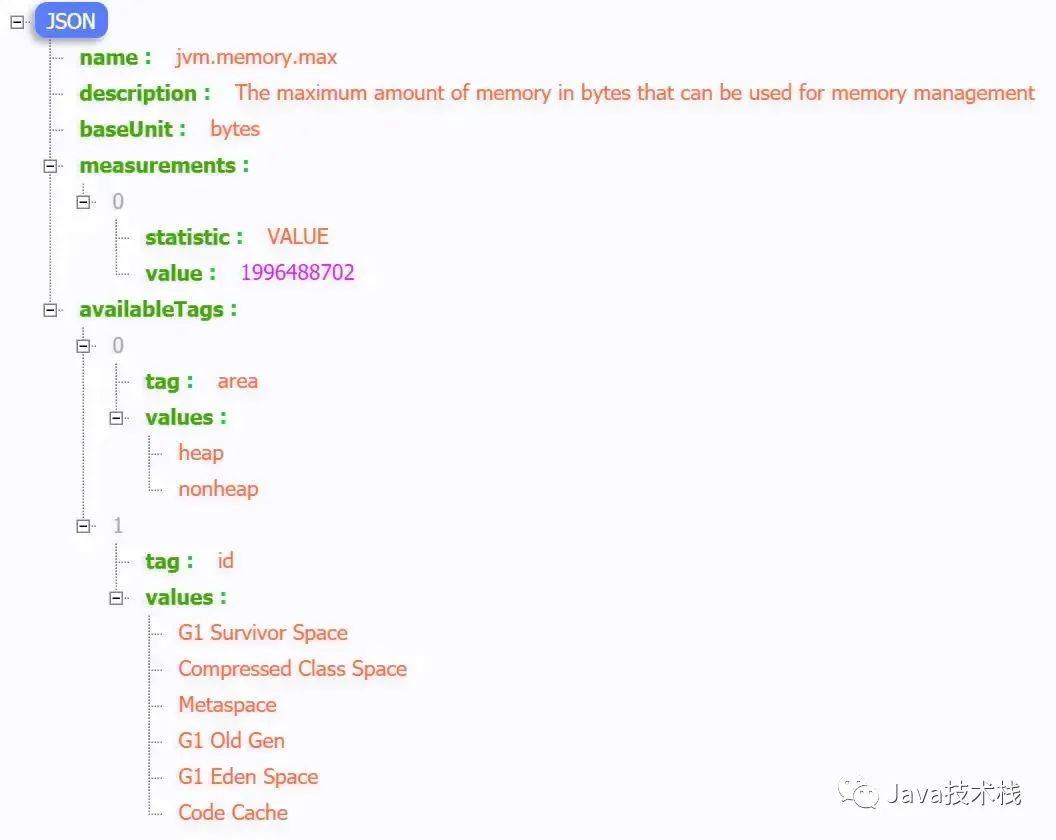 JSON
name : jvm.memory.max
description : The maximum amount of memory in bytes that can be used for memory management
baseUnit : bytes
measurements :
0
statistic : VALUE
value : 1996488702
availableTags :
0
tag : area
values :
heap
nonheap
1
tag : id
values :
G1 Survivor Space
Compressed Class Space
Metaspace
G1 Old Gen
G1 Eden Space
Code Cache
Java技术栈